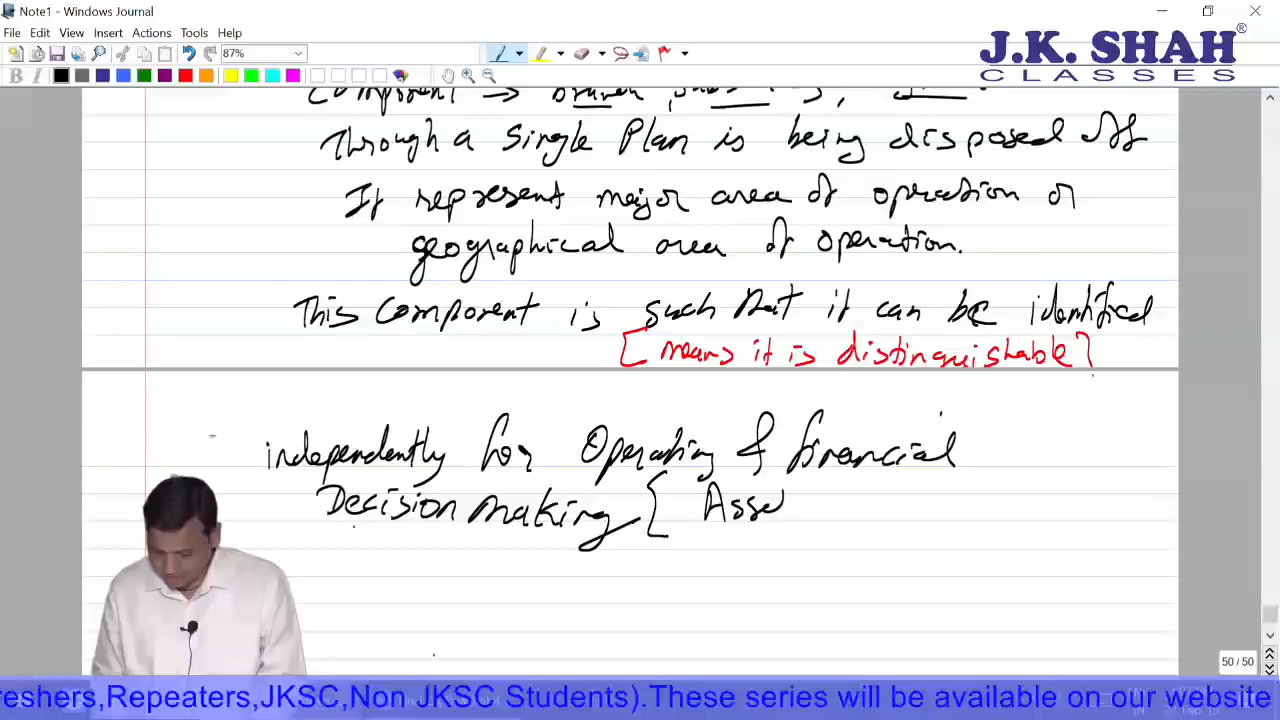 Note1 - Windows Journal
File Edit View Insert Actions Tools Help
87%
B I
J.K. SHAH ®
CLASSES
Component →
Through a Single Plan is being disposed off
It represent major area of operation or
geographical area of operation.
This Component is such that it can be identified
[means it is distinguishable]
independently for Operating & financial
Decision making [ Asse
50 / 50
reshers,Repeaters,JKSC,Non JKSC Students).These series will be available on our website